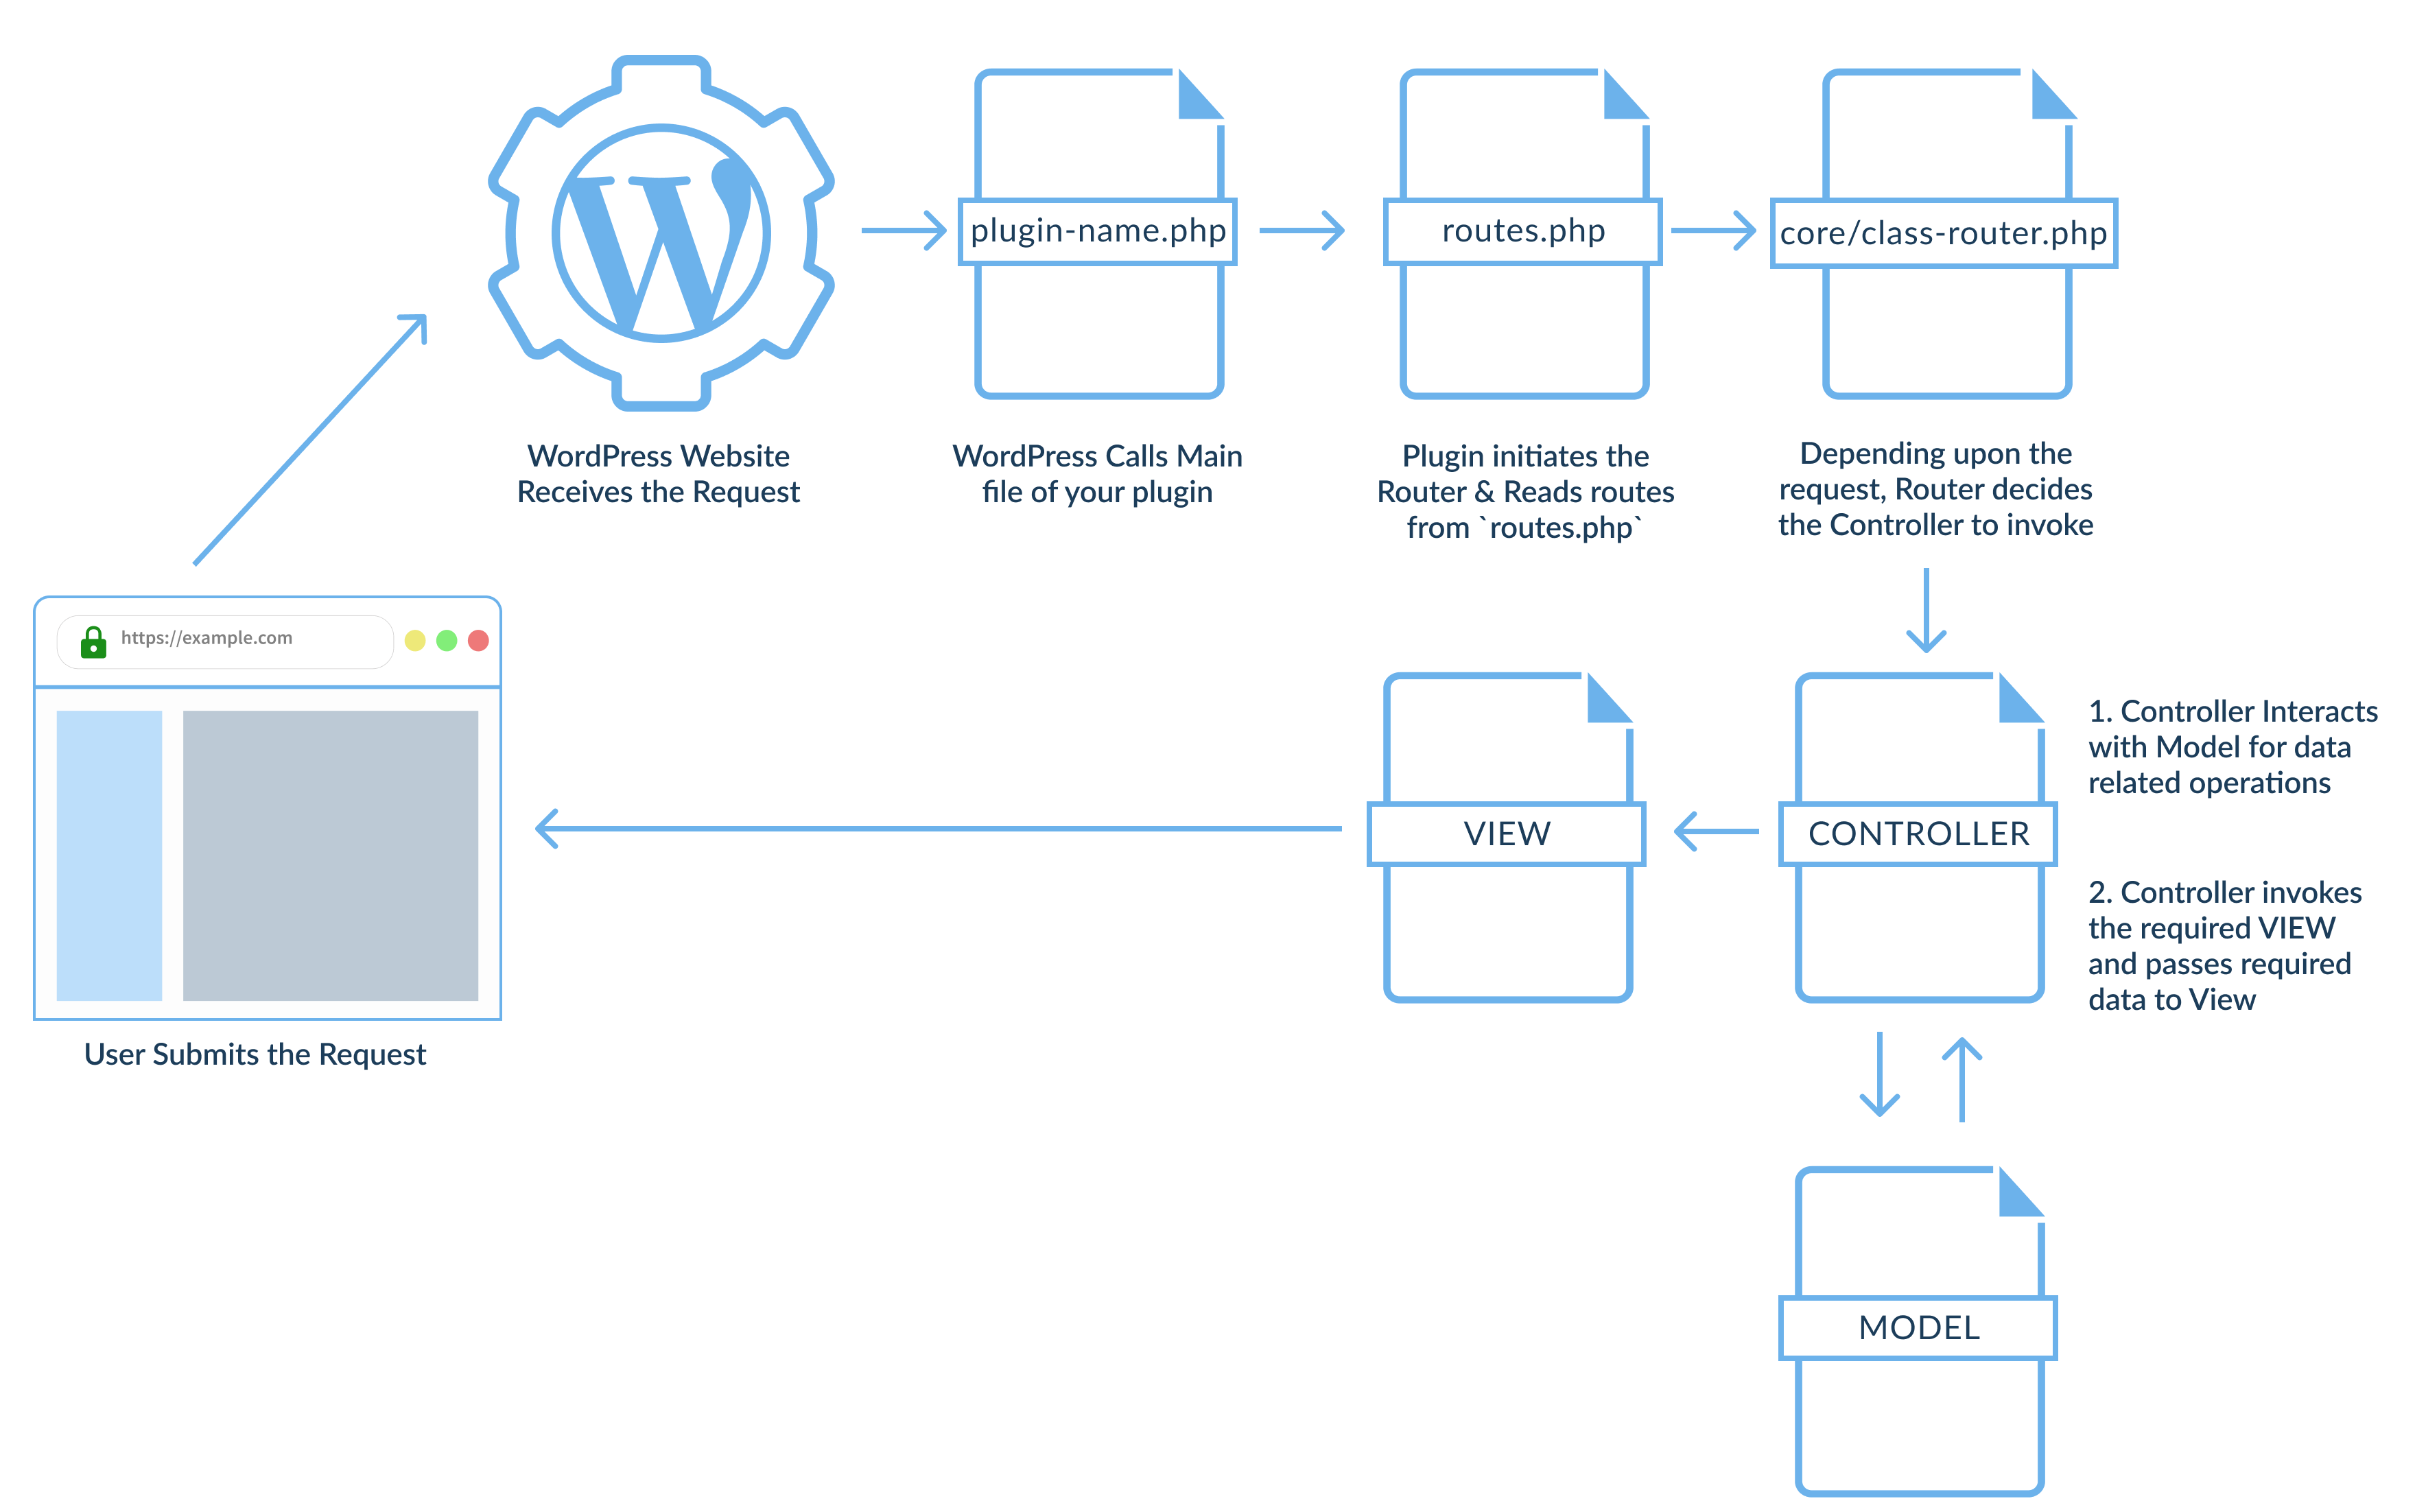 plugin-name.php
routes.php
core/class-router.php
WordPress Website
Receives the Request
WordPress Calls Main
file of your plugin
Plugin initiates the
Router & Reads routes
from `routes.php`
Depending upon the
request, Router decides
the Controller to invoke
https://example.com
VIEW
CONTROLLER
1. Controller Interacts
with Model for data
related operations
2. Controller invokes
the required VIEW
and passes required
data to View
User Submits the Request
MODEL